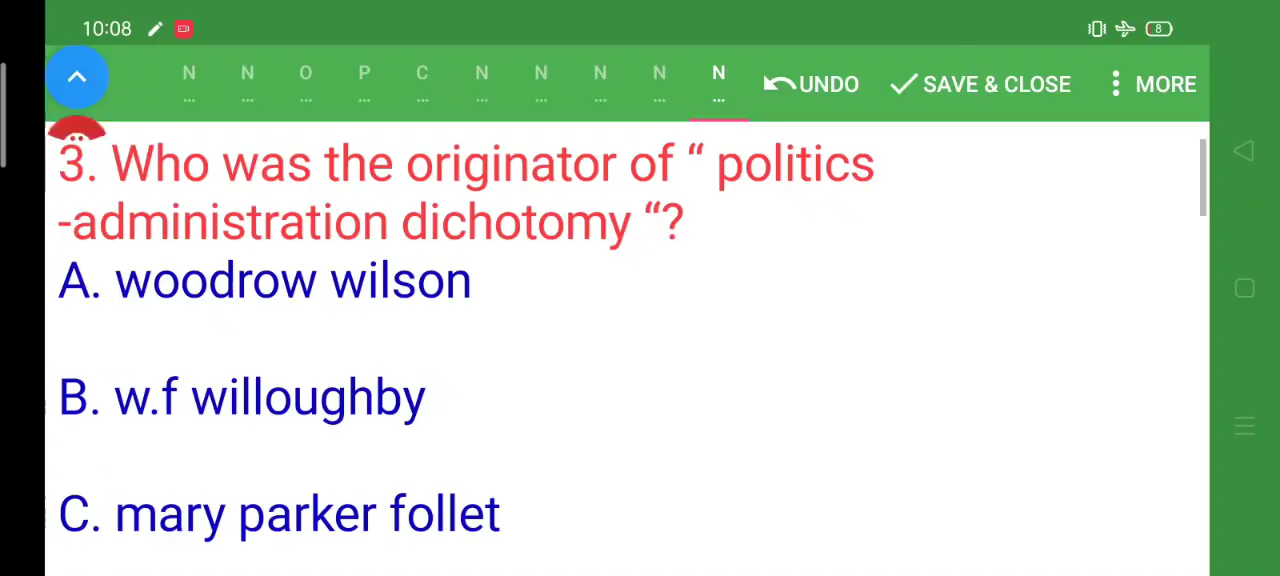 10:08 8
N N O P C N N N N N UNDO SAVE & CLOSE MORE
... ... ... ... ... ... ... ... ... ...
3. Who was the originator of “ politics
-administration dichotomy “?
A. woodrow wilson
B. w.f willoughby
C. mary parker follet